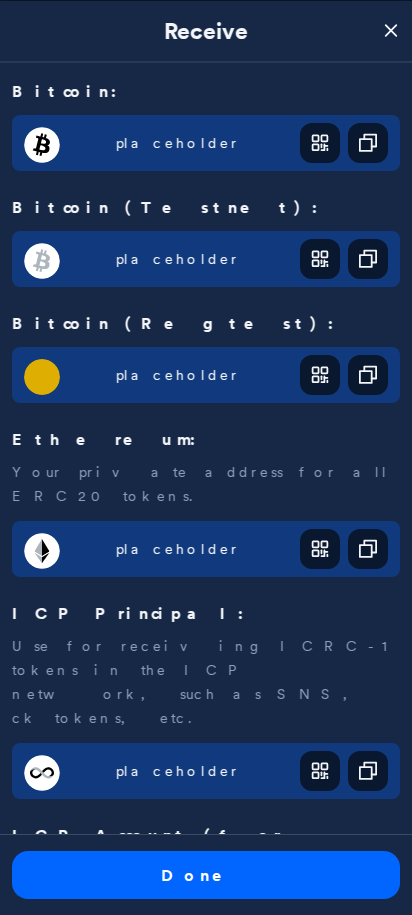 Receive
Bitcoin:
placeholder
Bitcoin (Testnet):
placeholder
Bitcoin (Regtest):
placeholder
Ethereum:
Your private address for all
ERC20 tokens.
placeholder
ICP Principal:
Use for receiving ICRC-1
tokens in the ICP
network, such as SNS,
ck tokens, etc.
placeholder
Done